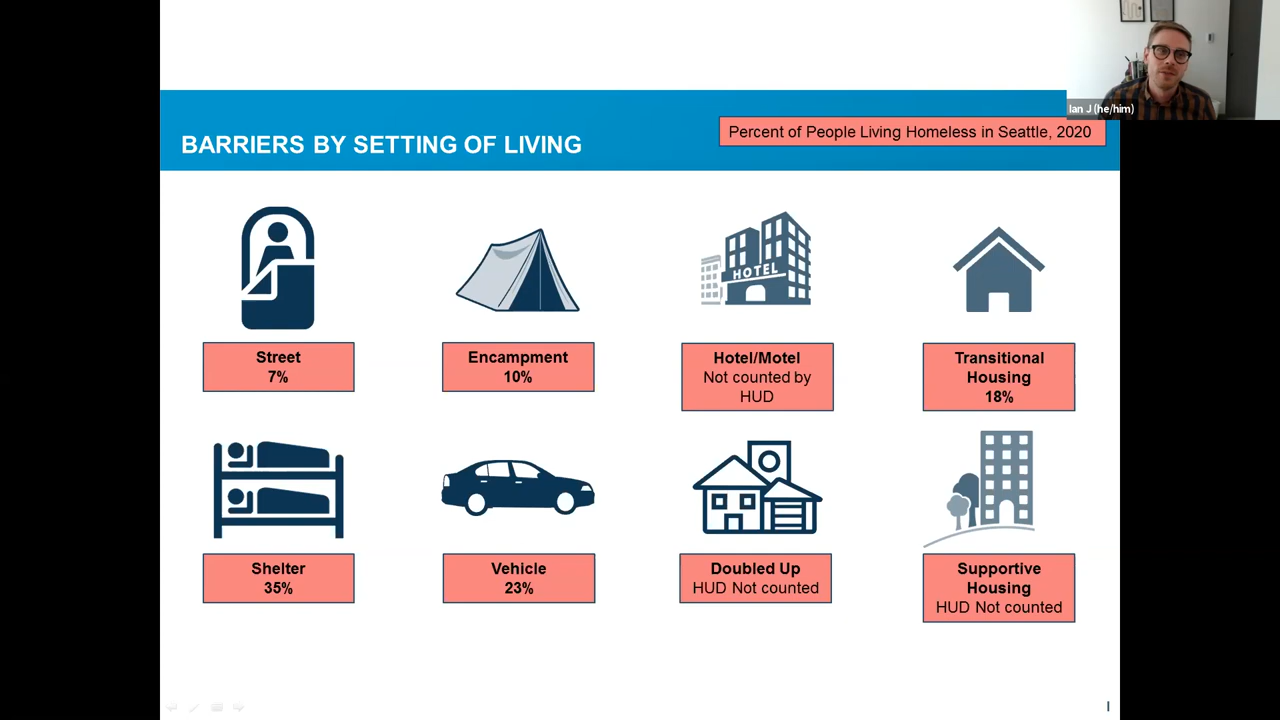 Ian J (he/him)
BARRIERS BY SETTING OF LIVING
Percent of People Living Homeless in Seattle, 2020
HOTEL
Street
7%
Encampment
10%
Hotel/Motel
Not counted by
HUD
Transitional
Housing
18%
Shelter
35%
Vehicle
23%
Doubled Up
HUD Not counted
Supportive
Housing
HUD Not counted